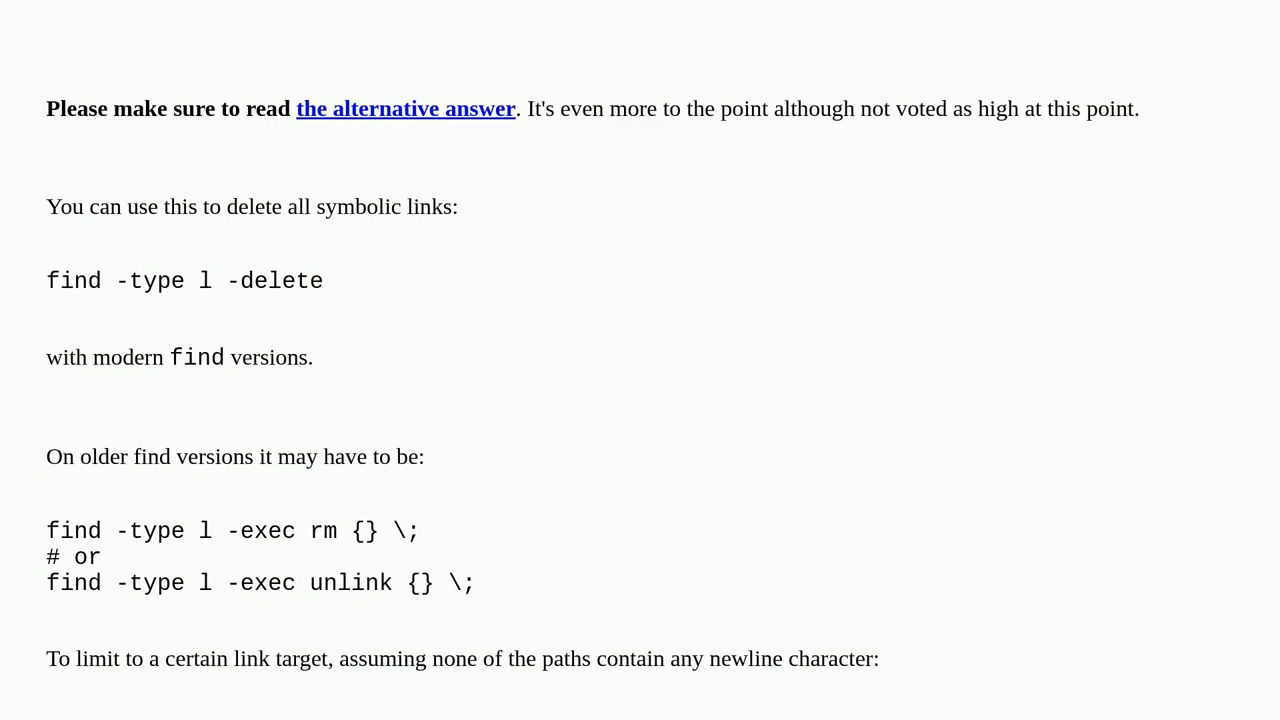 Please make sure to read the alternative answer. It's even more to the point although not voted as high at this point.
You can use this to delete all symbolic links:
find -type l -delete
with modern find versions.
On older find versions it may have to be:
find -type l -exec rm {} \;
# or
find -type l -exec unlink {} \;
To limit to a certain link target, assuming none of the paths contain any newline character: